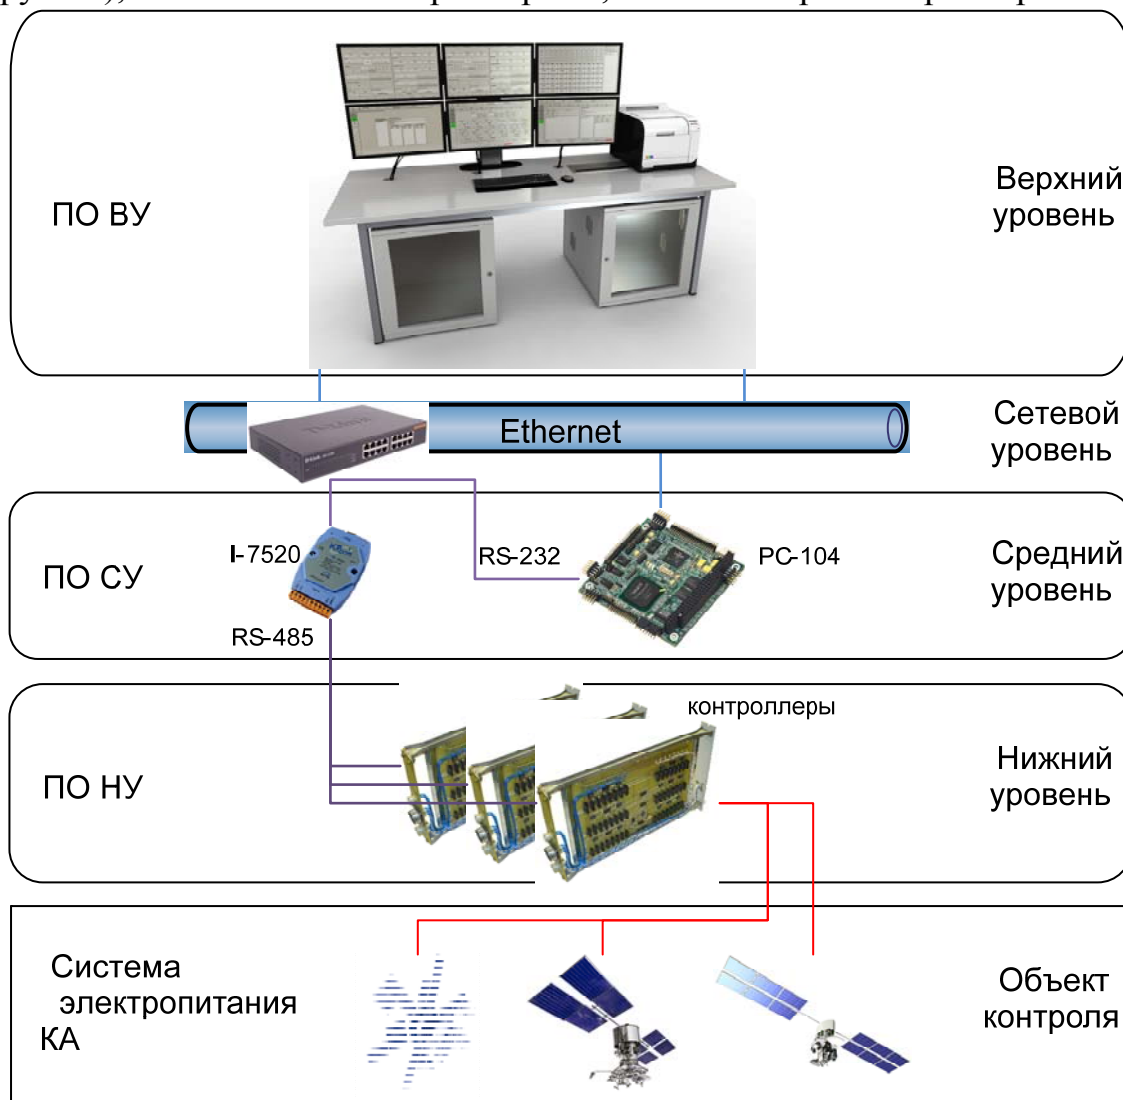 Верхний
уровень
ПО ВУ
Ethernet
Сетевой
уровень
I-7520
RS-232
PC-104
Средний
уровень
ПО СУ
RS-485
контроллеры
Нижний
уровень
ПО НУ
Система
электропитания
КА
Объект
контроля